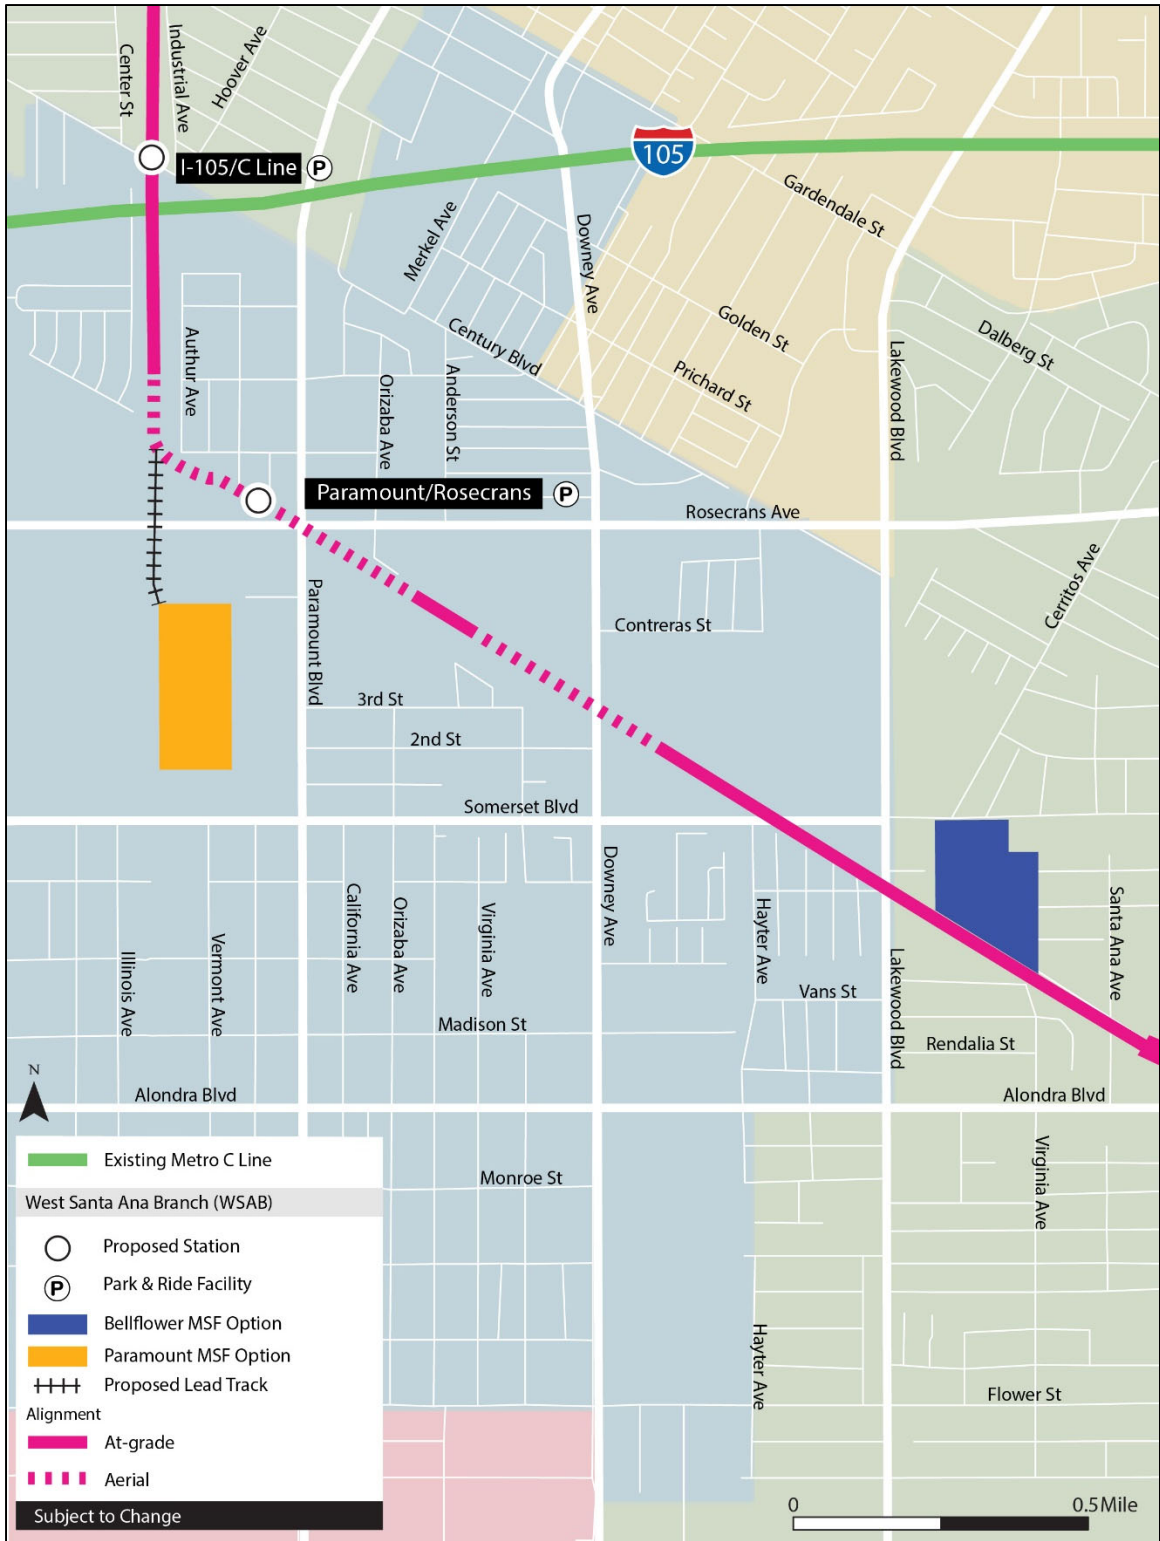 Center St
Industrial Ave
Hoover Ave
I-105/C Line P
105
Gardendale St
Merkel Ave
Downey Ave
Golden St
Dalberg St
Century Blvd
Prichard St
Authur Ave
Orizaba Ave
Anderson St
Lakewood Blvd
Paramount/Rosecrans P
Rosecrans Ave
Cerritos Ave
Paramount Blvd
Contreras St
3rd St
2nd St
Somerset Blvd
Downey Ave
California Ave
Orizaba Ave
Virginia Ave
Hayter Ave
Santa Ana Ave
Illinois Ave
Vermont Ave
Lakewood Blvd
Vans St
Madison St
Rendalia St
N
Alondra Blvd
Alondra Blvd
Monroe St
Virginia Ave
Hayter Ave
Flower St
Existing Metro C Line
West Santa Ana Branch (WSAB)
Proposed Station
P Park & Ride Facility
Bellflower MSF Option
Paramount MSF Option
Proposed Lead Track
Alignment
At-grade
Aerial
Subject to Change
0 0.5Mile